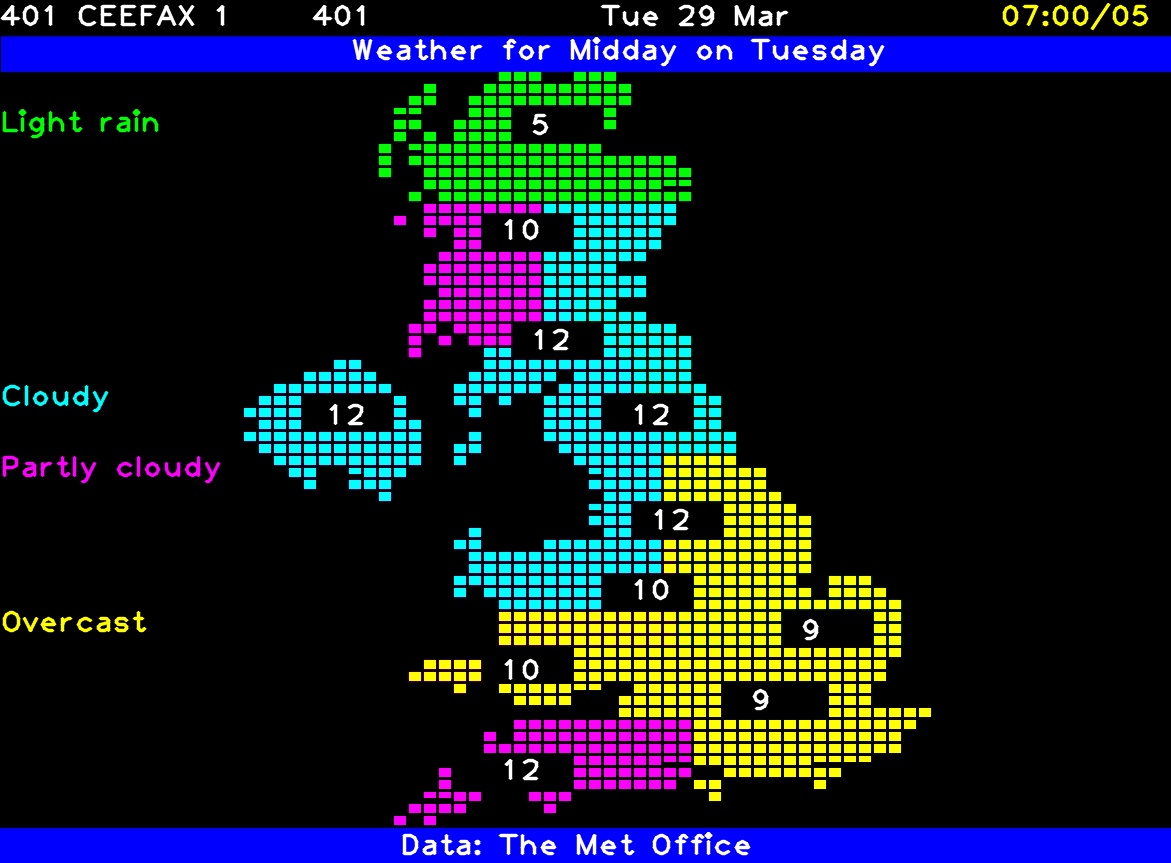 401 CEEFAX 1 401 Tue 29 Mar 07:00/05
Weather for Midday on Tuesday
Light rain
5
10
12
Cloudy
12
12
Partly cloudy
12
10
Overcast
9
10
9
12
Data: The Met Office